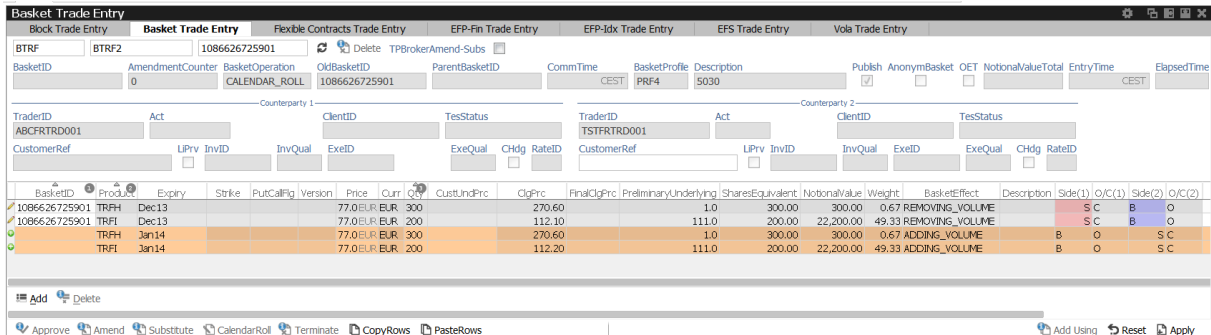 Basket Trade Entry
Block Trade Entry Basket Trade Entry Flexible Contracts Trade Entry EFP-Fin Trade Entry EFP-Idx Trade Entry EFS Trade Entry Vola Trade Entry
BTRF BTRF2 1086626725901 Delete TPBrokerAmend-Subs
BasketID AmendmentCounter BasketOperation OldBasketID ParentBasketID CommTime BasketProfile Description Publish AnonymBasket OET NotionalValueTotal EntryTime ElapsedTime
0 CALENDAR_ROLL 1086626725901 CEST PRF4 5030 CEST
Counterparty 1 Counterparty 2
TraderID Act ClientID TesStatus TraderID Act ClientID TesStatus
ABCFRTRD001 TSTFRTRD001
CustomerRef LiPrv InvID InvQual ExeID ExeQual CHdg RateID CustomerRef LiPrv InvID InvQual ExeID ExeQual CHdg RateID
BasketID 1 Product 2 Expiry Strike PutCallFlg Version Price Curr Qty 3 CustUndPrc ClgPrc FinalClgPrc PreliminaryUnderlying SharesEquivalent NotionalValue Weight BasketEffect Description Side(1) O/C(1) Side(2) O/C(2)
1086626725901 TRFH Dec13 77.0 EUR EUR 300 270.60 1.0 300.00 300.00 0.67 REMOVING_VOLUME S C B O
1086626725901 TRFI Dec13 77.0 EUR EUR 200 112.10 111.0 200.00 22,200.00 49.33 REMOVING_VOLUME S C B O
TRFH Jan14 77.0 EUR EUR 300 270.60 1.0 300.00 300.00 0.67 ADDING_VOLUME B O S C
TRFI Jan14 77.0 EUR EUR 200 112.20 111.0 200.00 22,200.00 49.33 ADDING_VOLUME B O S C
Add Delete
Approve Amend Substitute CalendarRoll Terminate CopyRows PasteRows Add Using Reset Apply